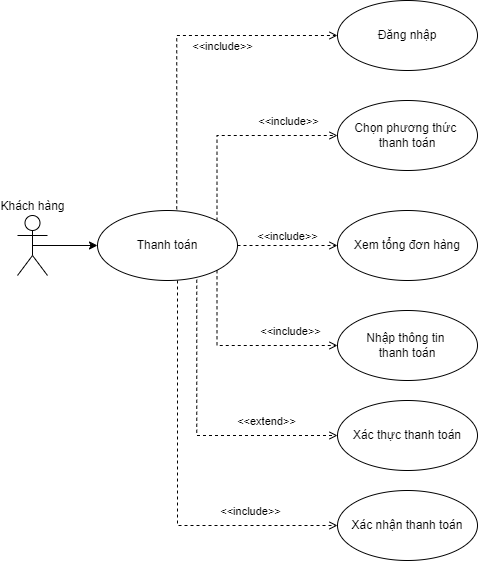 Đăng nhập
<<include>>
<<include>>
Chọn phương thức
thanh toán
Khách hàng
Thanh toán
<<include>>
Xem tổng đơn hàng
<<include>>
Nhập thông tin
thanh toán
<<extend>>
Xác thực thanh toán
<<include>>
Xác nhận thanh toán